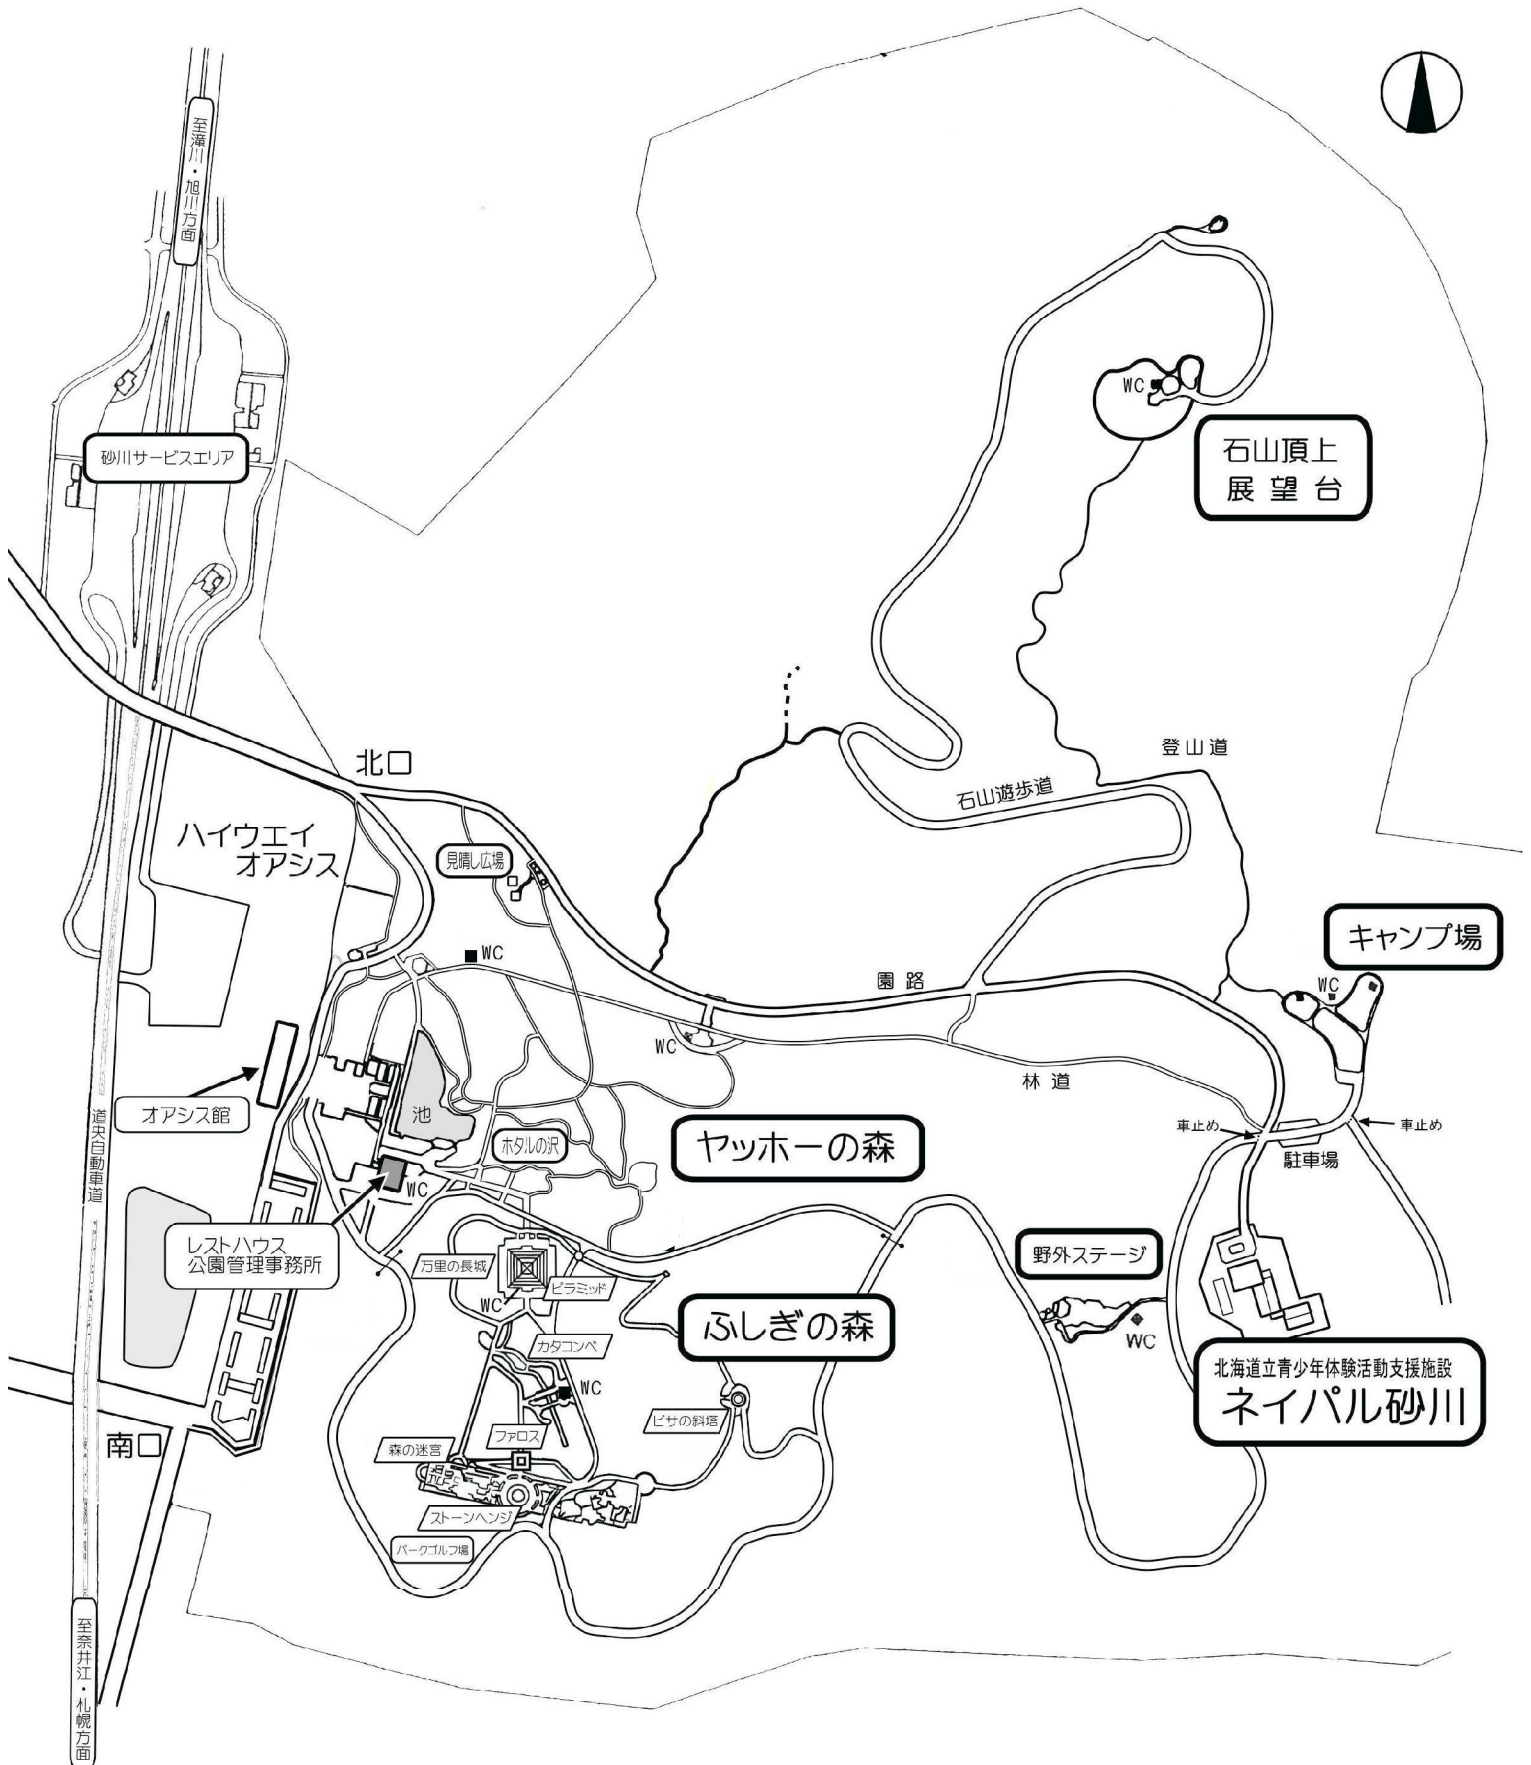 至滝川・旭川方面
砂川サービスエリア
WC
石山頂上
展望台
北口
登山道
石山遊歩道
ハイウエイ
オアシス
見晴し広場
WC
キャンプ場
WC
園路
WC
林道
オアシス館
池
道央自動車道
ホタルの沢
ヤッホーの森
車止め
車止め
駐車場
WC
レストハウス
公園管理事務所
万里の長城
ピラミッド
WC
野外ステージ
WC
ふしぎの森
カタコンベ
WC
北海道立青少年体験活動支援施設
ネイパル砂川
ピサの斜塔
ファロス
森の迷宮
南口
ストーンヘンジ
パークゴルフ場
至奈井江・札幌方面